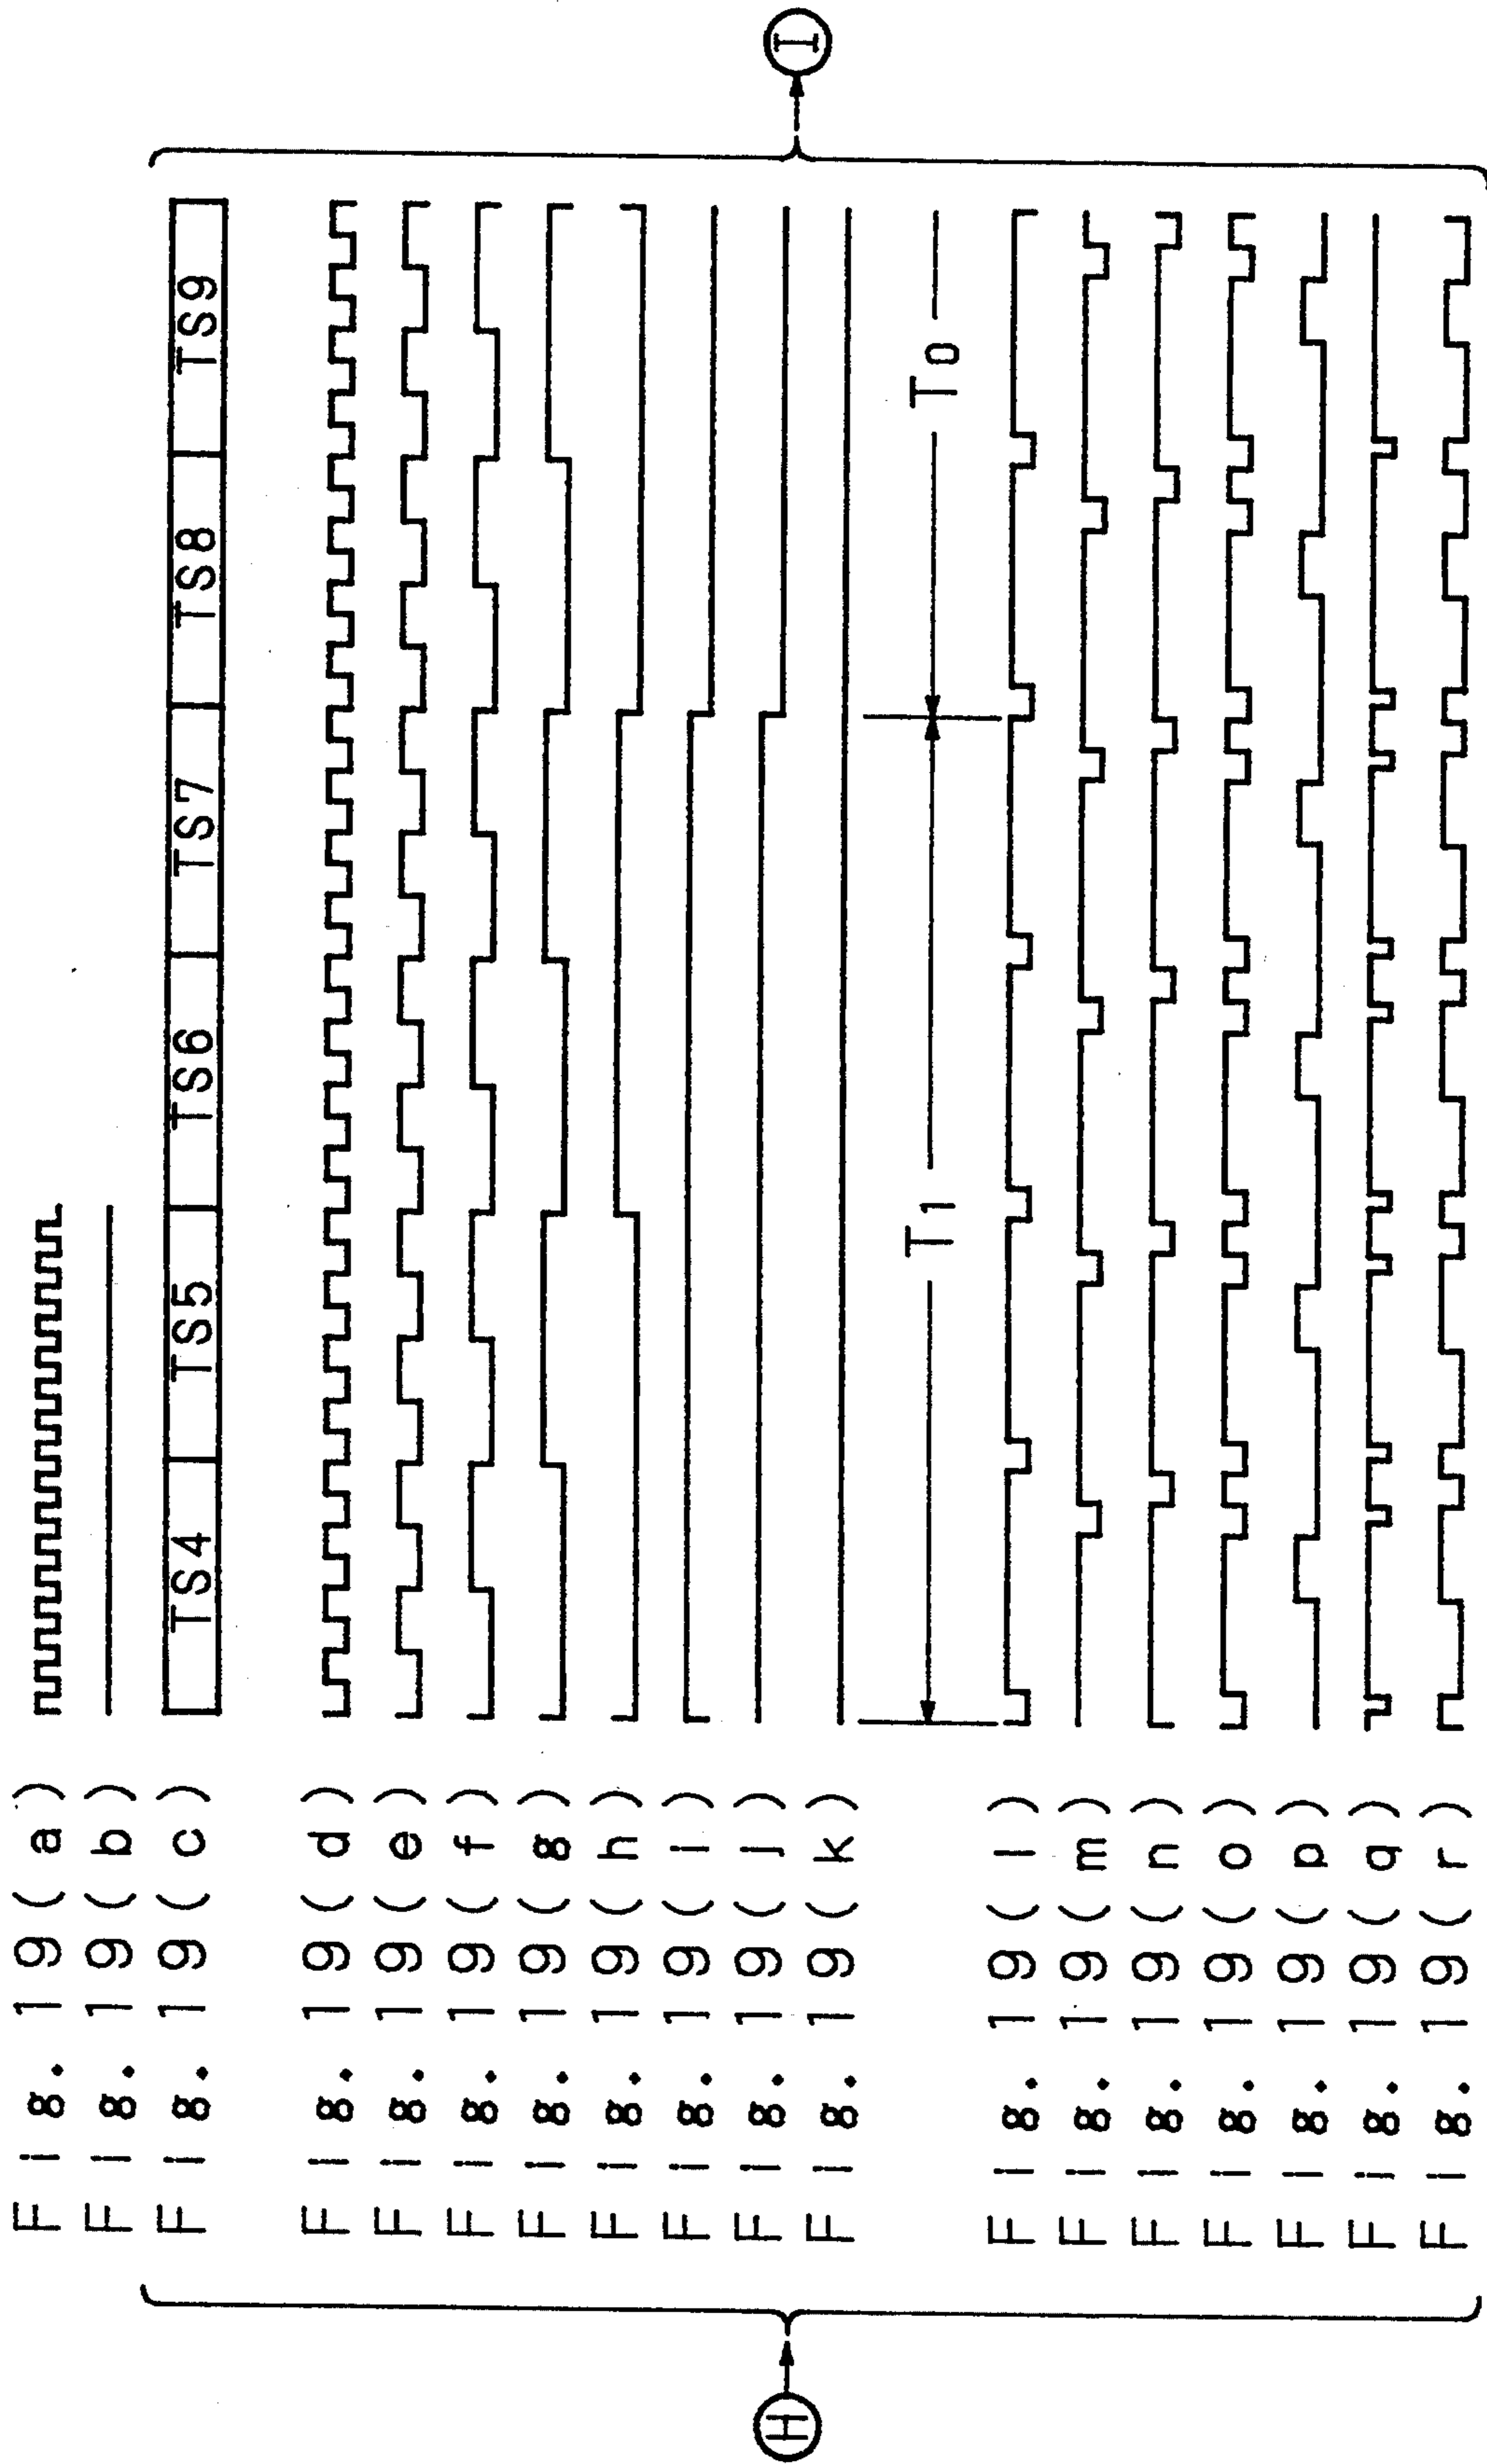 Fig. 19(a)
Fig. 19(b)
Fig. 19(c) TS4 TS5 TS6 TS7 TS8 TS9
Fig. 19(d)
Fig. 19(e)
Fig. 19(f)
Fig. 19(g)
Fig. 19(h)
Fig. 19(i)
Fig. 19(j)
Fig. 19(k)
H T1 T0 I
Fig. 19(l)
Fig. 19(m)
Fig. 19(n)
Fig. 19(o)
Fig. 19(p)
Fig. 19(q)
Fig. 19(r)